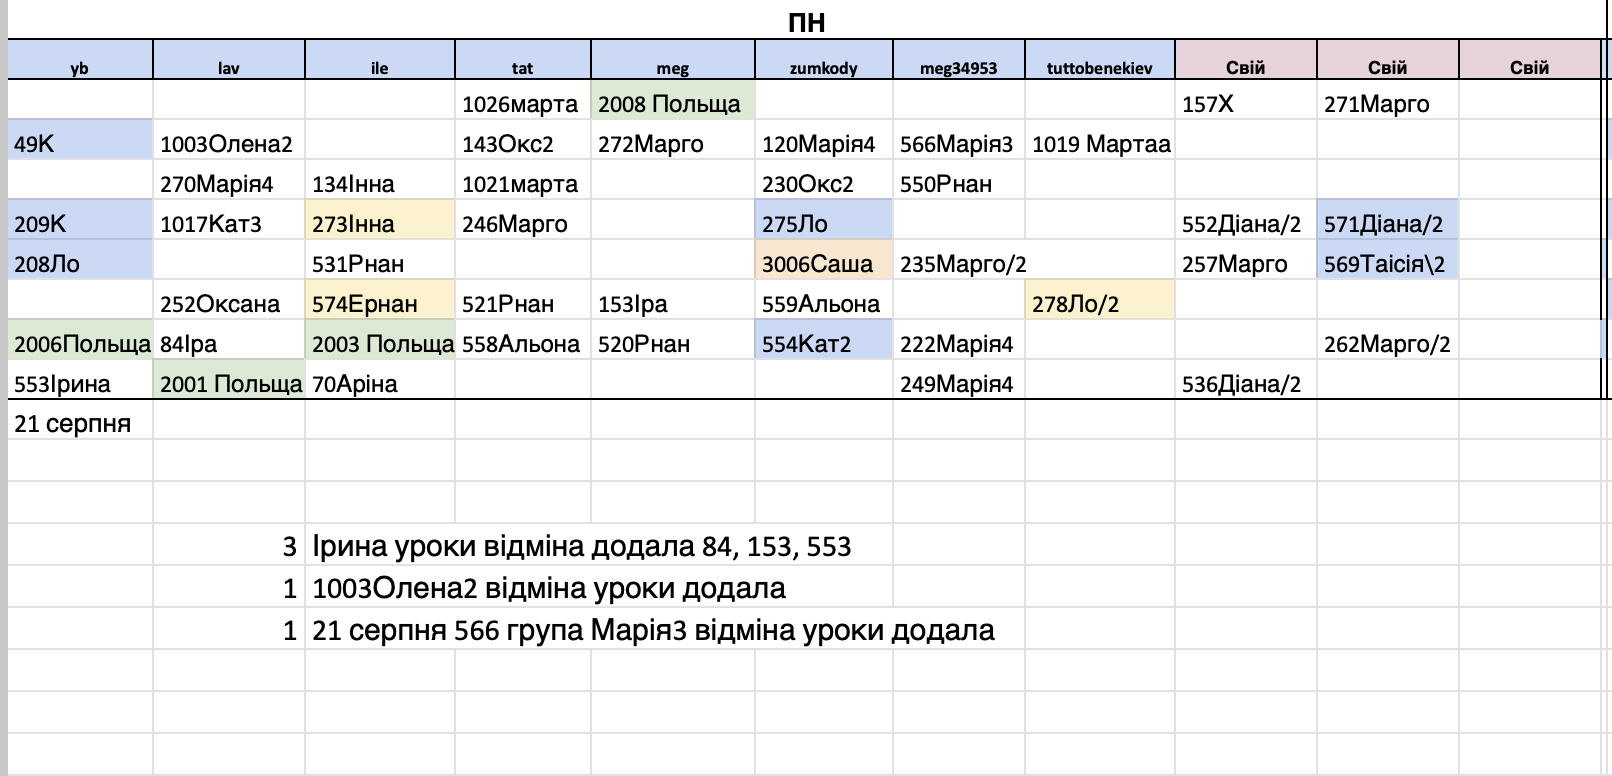 ПН
yb lav ile tat meg zumkody meg34953 tuttobenekiev Свій Свій Свій
1026марта 2008 Польща 157Х 271Марго
49К 1003Олена2 143Окс2 272Марго 120Марія4 566Марія3 1019 Мартаа
270Марія4 134Інна 1021марта 230Окс2 550Рнан
209К 1017Кат3 273Інна 246Марго 275Ло 552Діана/2 571Діана/2
208Ло 531Рнан 3006Саша 235Марго/2 257Марго 569Таісія\2
252Оксана 574Ернан 521Рнан 153Іра 559Альона 278Ло/2
2006Польща 84Іра 2003 Польща 558Альона 520Рнан 554Кат2 222Марія4 262Марго/2
553Ірина 2001 Польща 70Аріна 249Марія4 536Діана/2
21 серпня
3 Ірина уроки відміна додала 84, 153, 553
1 1003Олена2 відміна уроки додала
1 21 серпня 566 група Марія3 відміна уроки додала